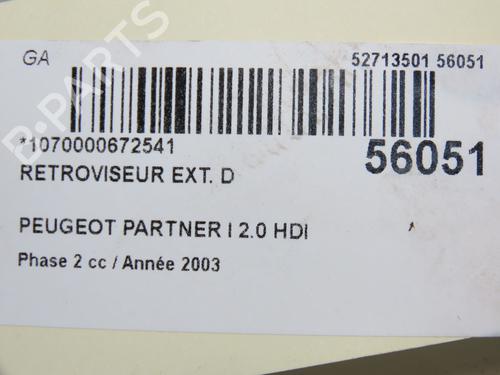 GA
52713501 56051
*1070000672541
56051
RETROVISEUR EXT. D
PEUGEOT PARTNER I 2.0 HDI
Phase 2 cc / Année 2003
B-PARTS